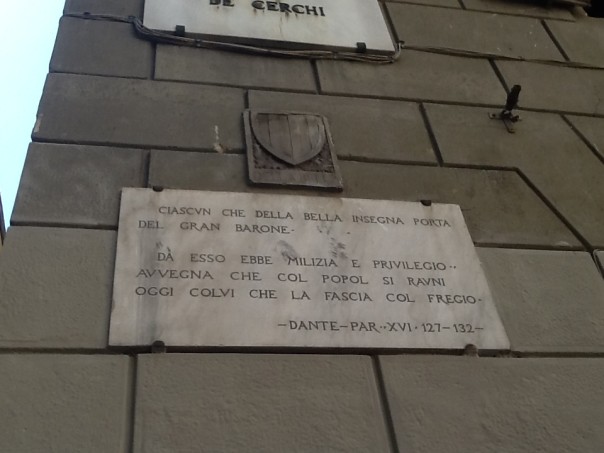 DE CERCHI
CIASCVN CHE DELLA BELLA INSEGNA PORTA
DEL GRAN BARONE·
DA ESSO EBBE MILIZIA E PRIVILEGIO··
AVVEGNA CHE COL POPOL SI RAVNI
OGGI COLVI CHE LA FASCIA COL FREGIO·
-DANTE-PAR··XVI·127-132-